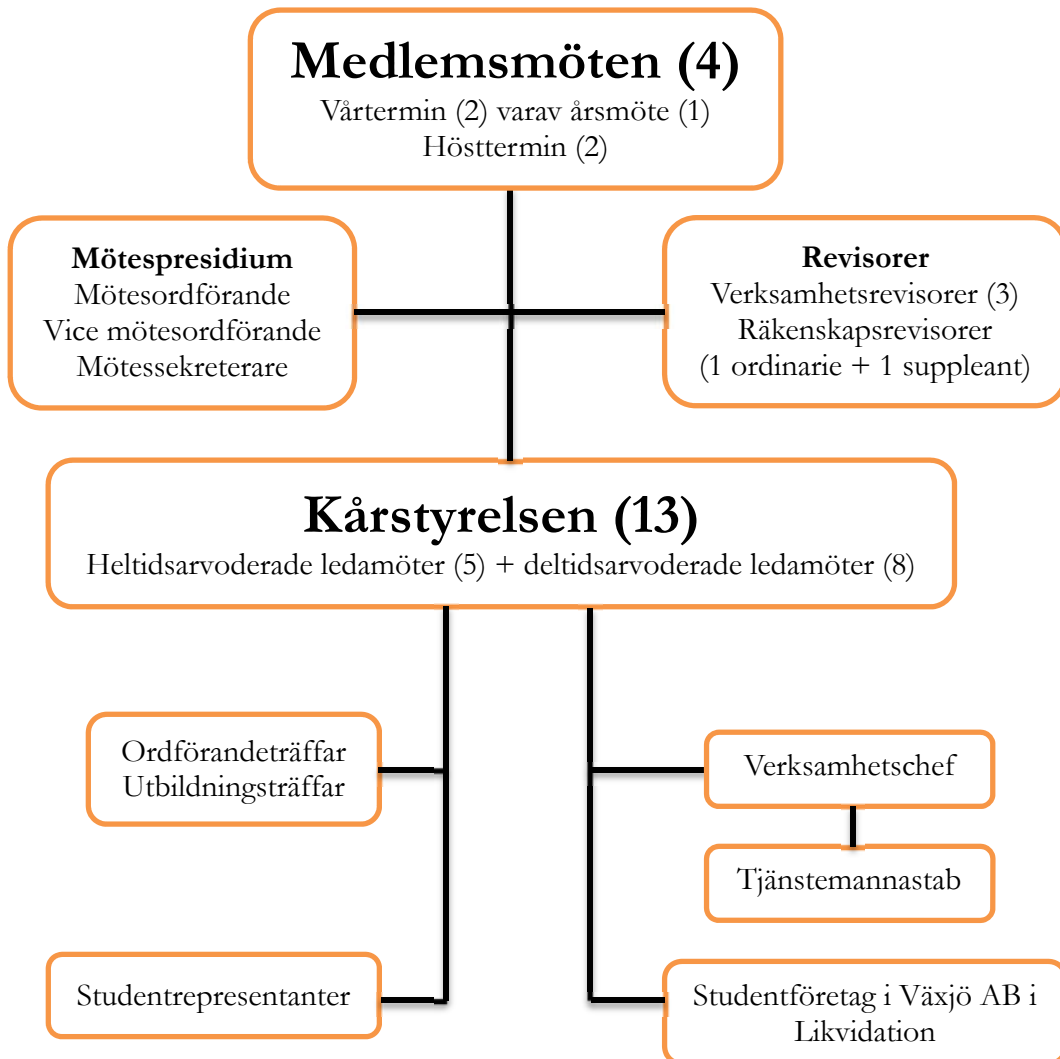 Medlemsmöten (4)
Vårtermin (2) varav årsmöte (1)
Hösttermin (2)
Mötespresidium
Mötesordförande
Vice mötesordförande
Mötessekreterare
Revisorer
Verksamhetsrevisorer (3)
Räkenskapsrevisorer
(1 ordinarie + 1 suppleant)
Kårstyrelsen (13)
Heltidsarvoderade ledamöter (5) + deltidsarvoderade ledamöter (8)
Ordförandeträffar
Utbildningsträffar
Verksamhetschef
Tjänstemannastab
Studentrepresentanter
Studentföretag i Växjö AB i
Likvidation